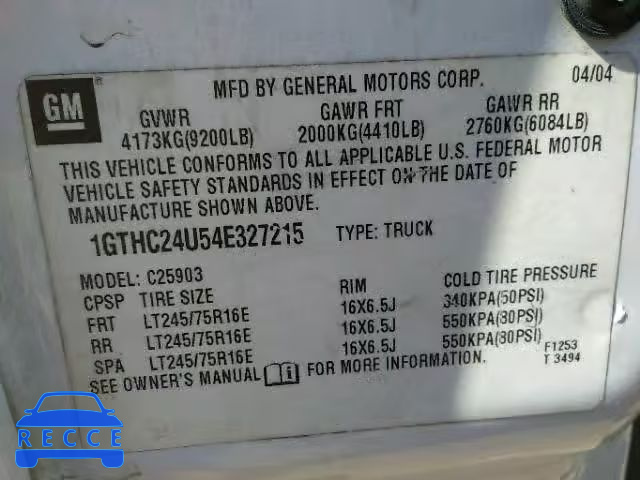 GM
®
MFD BY GENERAL MOTORS CORP. 04/04
GVWR GAWR FRT GAWR RR
4173KG(9200LB) 2000KG(4410LB) 2760KG(6084LB)
THIS VEHICLE CONFORMS TO ALL APPLICABLE U.S. FEDERAL MOTOR
VEHICLE SAFETY STANDARDS IN EFFECT ON THE DATE OF
MANUFACTURE SHOWN ABOVE.
1GTHC24U54E327215 TYPE: TRUCK
MODEL: C25903
CPSP TIRE SIZE RIM COLD TIRE PRESSURE
FRT LT245/75R16E 16X6.5J 340KPA(50PSI)
RR LT245/75R16E 16X6.5J 550KPA(80PSI)
SPA LT245/75R16E 16X6.5J 550KPA(80PSI)
SEE OWNER'S MANUAL FOR MORE INFORMATION.
F1253
T 3494
RECCE